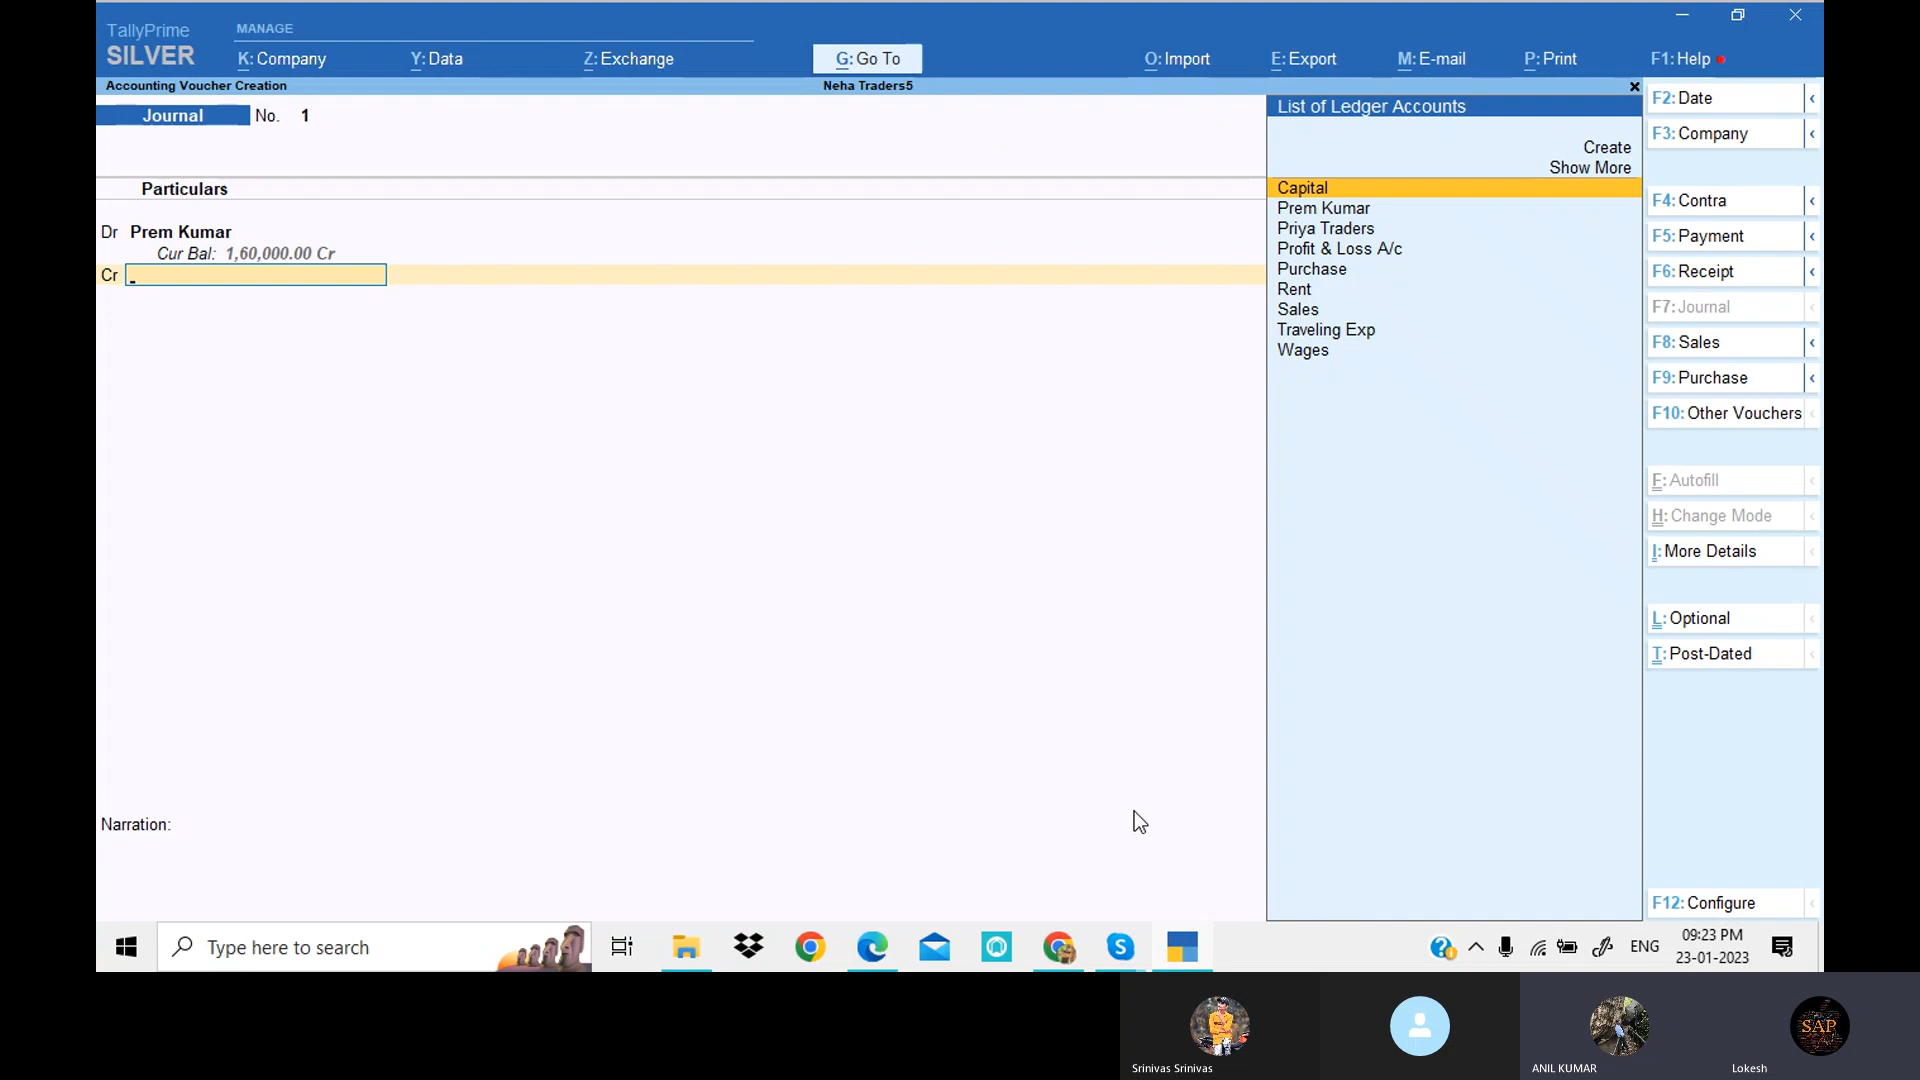 TallyPrime
SILVER
MANAGE
K: Company
Y: Data
Z: Exchange
G: Go To
O: Import
E: Export
M: E-mail
P: Print
F1: Help
Accounting Voucher Creation
Neha Traders5
Journal No. 1
Particulars
Dr Prem Kumar
Cur Bal: 1,60,000.00 Cr
Cr
Narration:
List of Ledger Accounts
Create
Show More
Capital
Prem Kumar
Priya Traders
Profit & Loss A/c
Purchase
Rent
Sales
Traveling Exp
Wages
F2: Date
F3: Company
F4: Contra
F5: Payment
F6: Receipt
F7: Journal
F8: Sales
F9: Purchase
F10: Other Vouchers
F: Autofill
H: Change Mode
I: More Details
L: Optional
T: Post-Dated
F12: Configure
Type here to search
ENG
09:23 PM
23-01-2023
SAP
Srinivas Srinivas
ANIL KUMAR
Lokesh